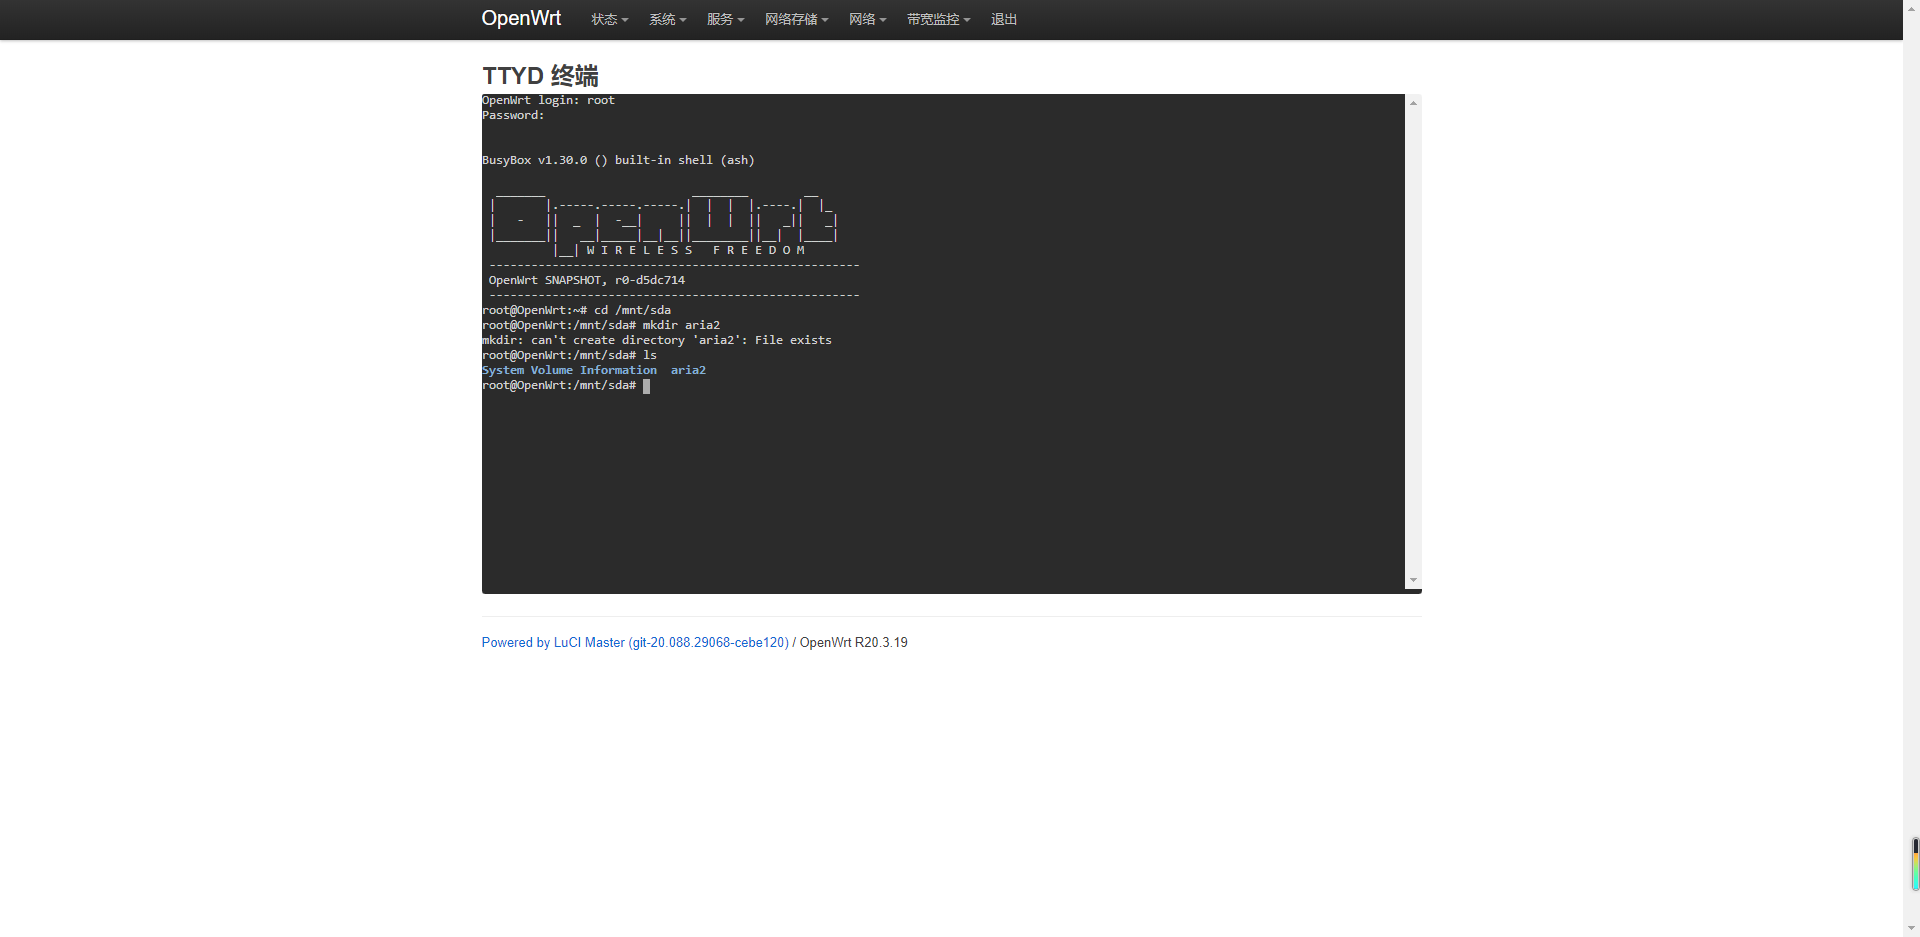 OpenWrt 状态 系统 服务 网络存储 网络 带宽监控 退出
TTYD 终端
OpenWrt login: root
Password:
BusyBox v1.30.0 () built-in shell (ash)
  _______                     ________        __
 |       |.-----.-----.-----.|  |  |  |.----.|  |_
 |   -   ||  _  |  -__|     ||  |  |  ||   _||   _|
 |_______||   __|_____|__|__||________||__|  |____|
          |__| W I R E L E S S   F R E E D O M
 -----------------------------------------------------
 OpenWrt SNAPSHOT, r0-d5dc714
 -----------------------------------------------------
root@OpenWrt:~# cd /mnt/sda
root@OpenWrt:/mnt/sda# mkdir aria2
mkdir: can't create directory 'aria2': File exists
root@OpenWrt:/mnt/sda# ls
System Volume Information  aria2
root@OpenWrt:/mnt/sda#
Powered by LuCI Master (git-20.088.29068-cebe120) / OpenWrt R20.3.19